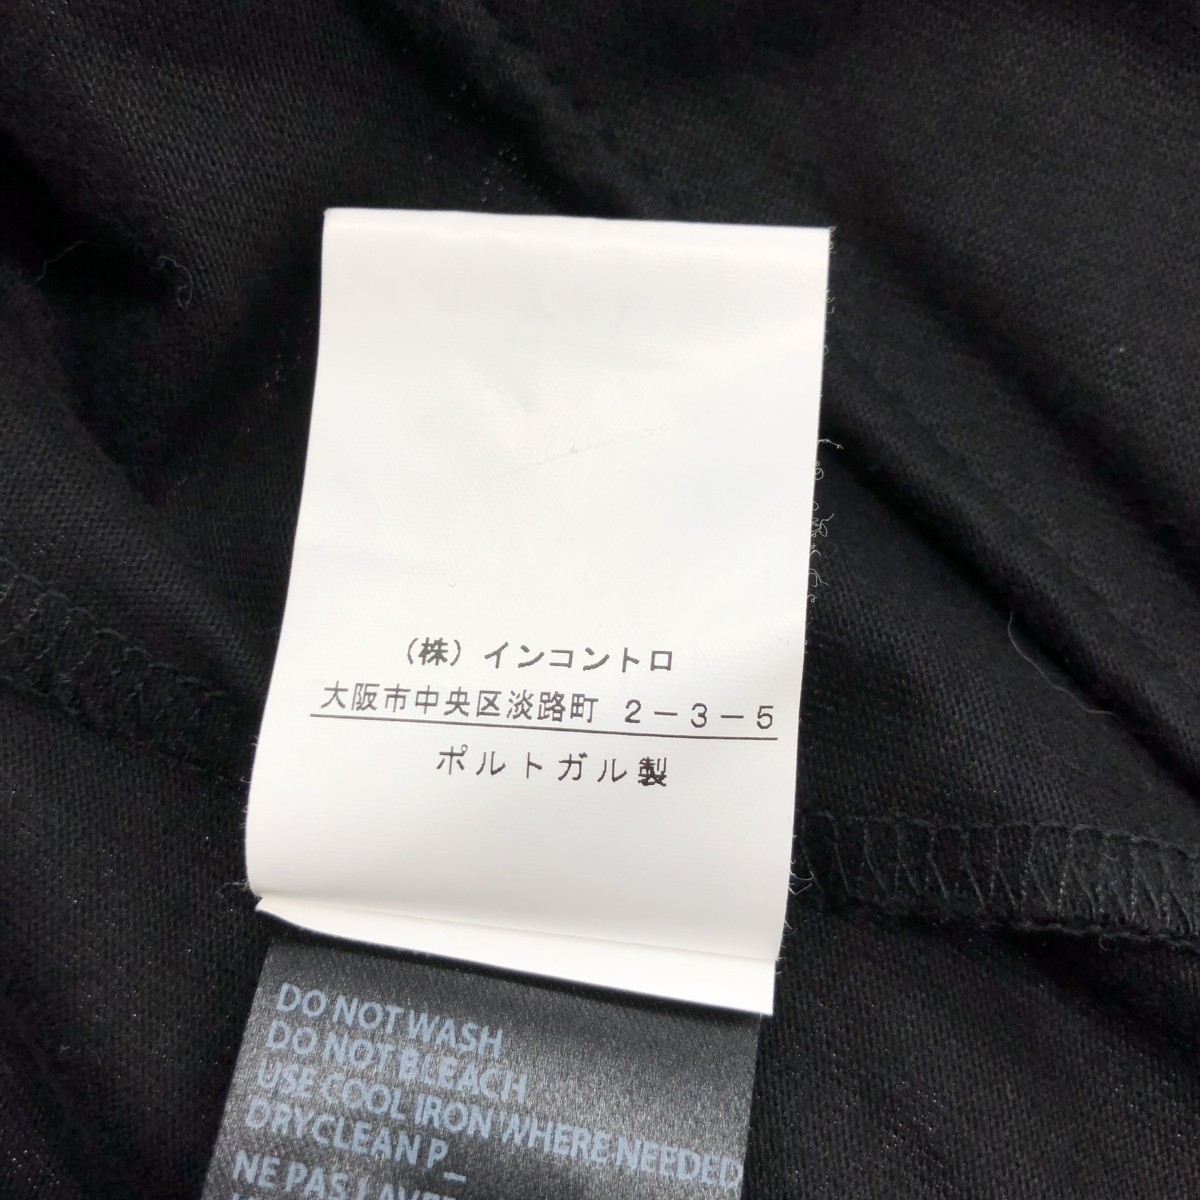 （株）インコントロ
大阪市中央区淡路町 2－3－5
ポルトガル製
DO NOT WASH
DO NOT BLEACH
USE COOL IRON WHERE NEEDED
DRYCLEAN P_
NE PAS LAVER